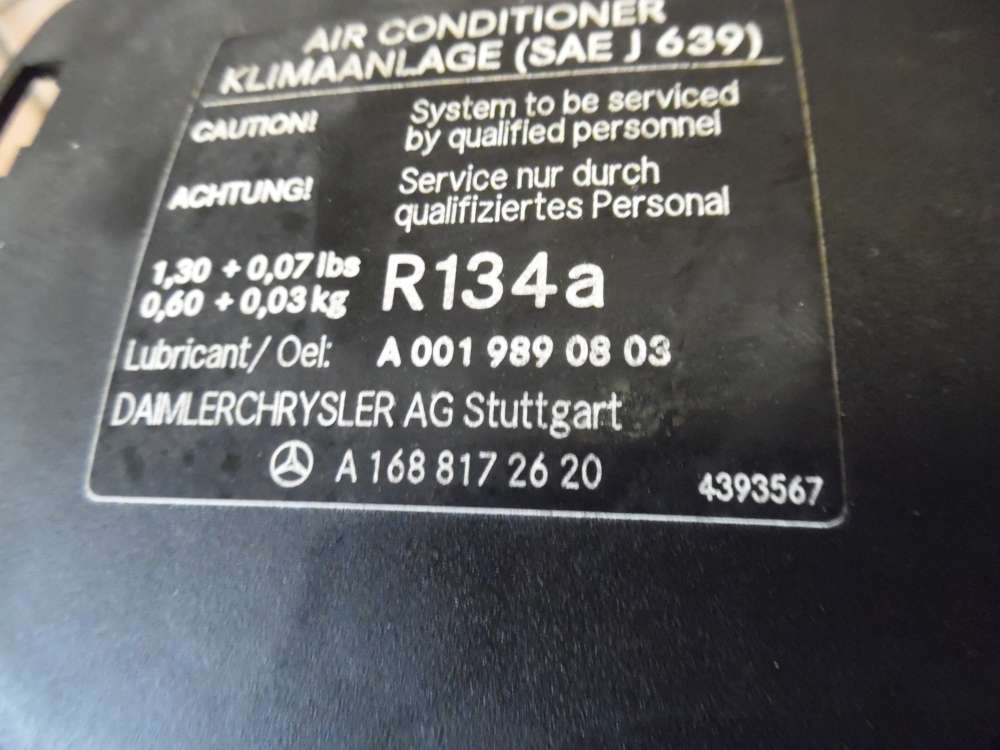 AIR CONDITIONER
KLIMAANLAGE (SAE J 639)
CAUTION! System to be serviced
by qualified personnel
ACHTUNG! Service nur durch
qualifiziertes Personal
1,30 + 0,07 lbs
0,60 + 0,03 kg R134a
Lubricant/ Oel: A 001 989 08 03
DAIMLERCHRYSLER AG Stuttgart
A 168 817 26 20 4393567